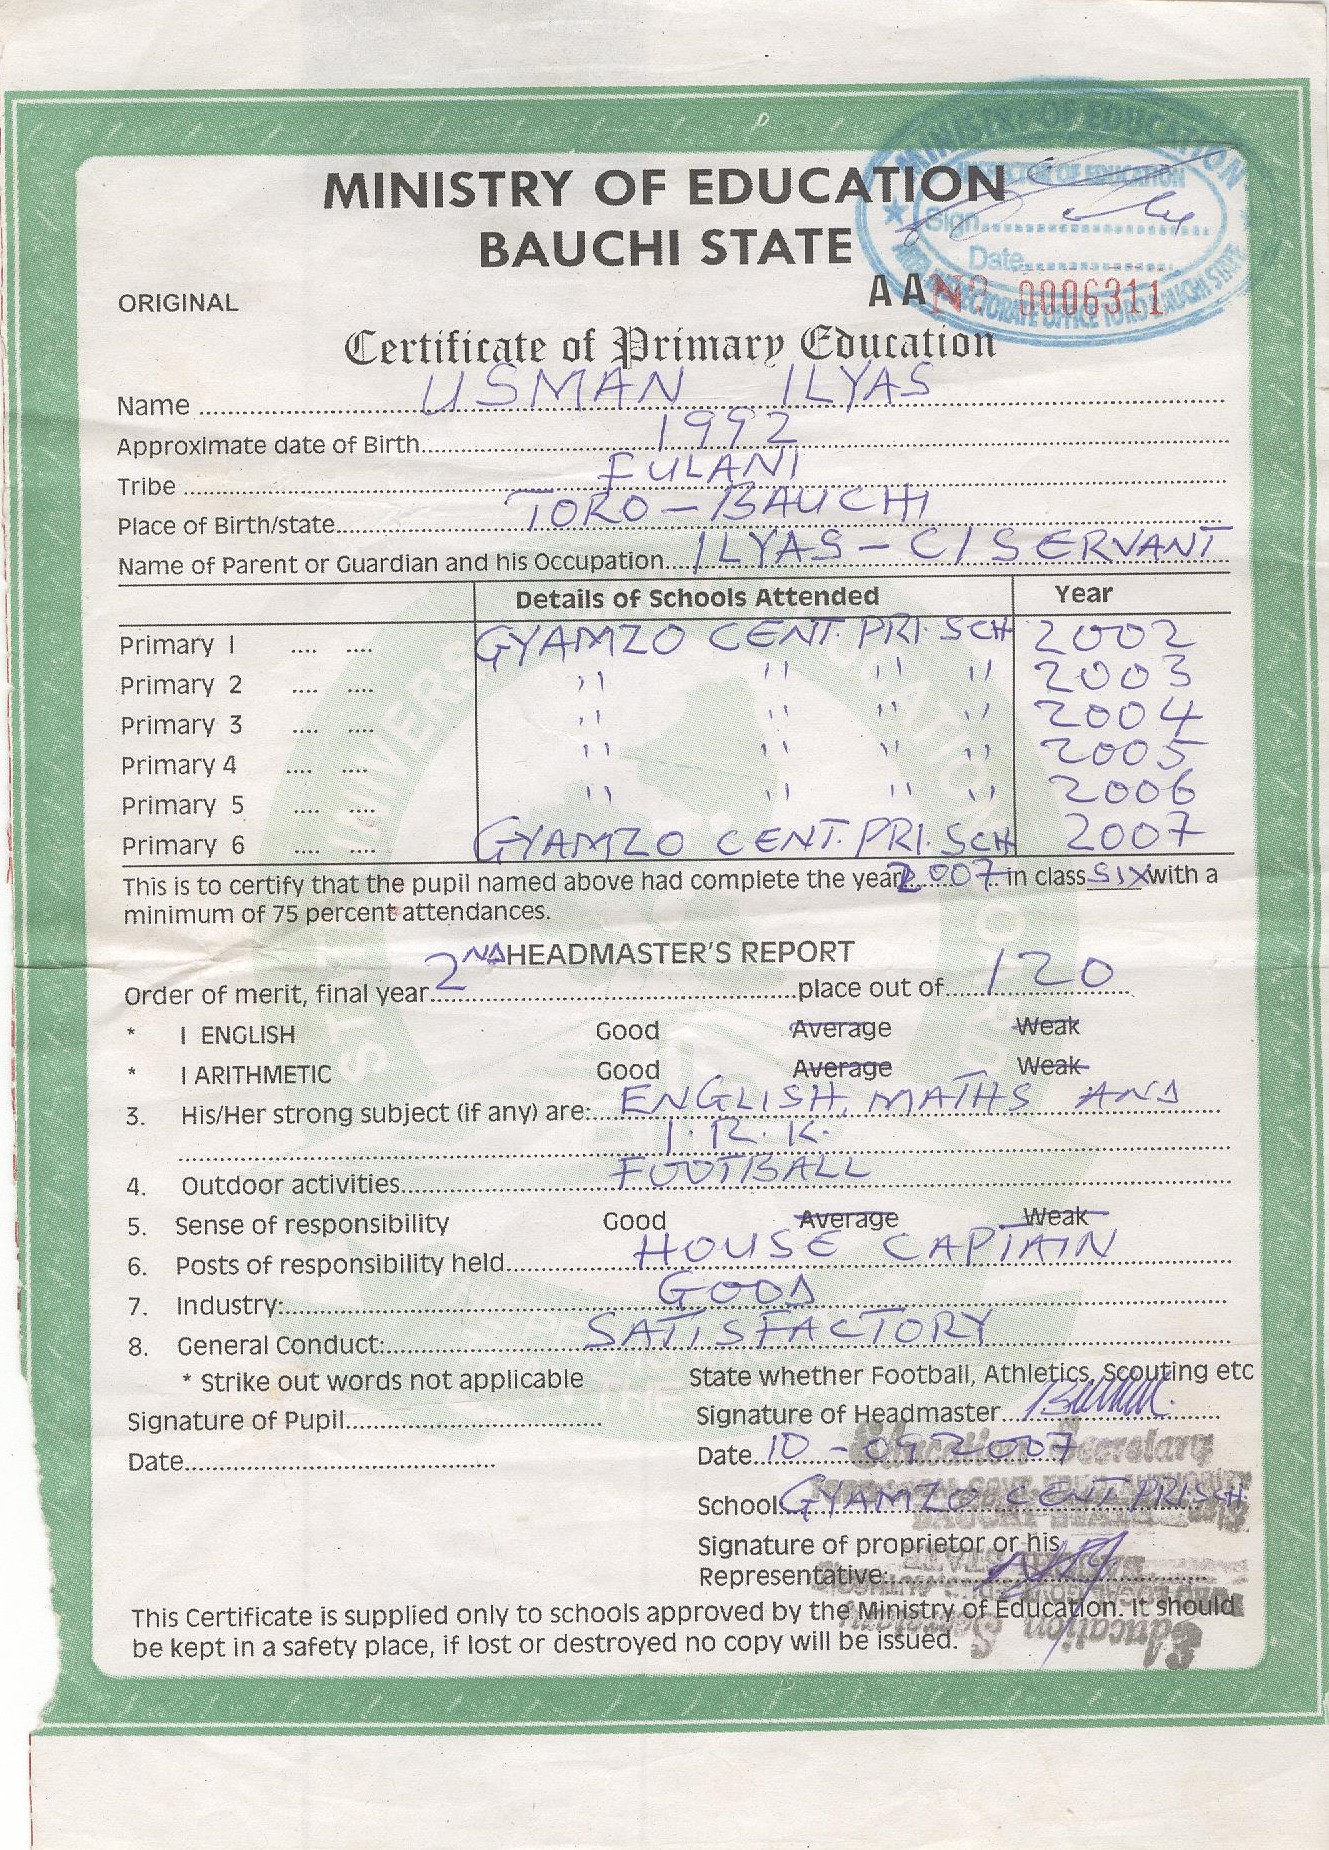 MINISTRY OF EDUCATION
BAUCHI STATE
MINISTRY OF EDUCATION
OF EDUCATION
Sign
Date
ORIGINAL
AA No 0006311
Certificate of Primary Education
Name USMAN ILYAS
Approximate date of Birth 1992
Tribe FULANI
Place of Birth/state TORO - BAUCHI
Name of Parent or Guardian and his Occupation ILYAS - C/SERVANT
Details of Schools Attended Year
Primary 1 .... .... GYAMZO CENT. PRI. SCH 2002
Primary 2 .... .... '' '' '' '' 2003
Primary 3 .... .... '' '' '' '' 2004
Primary 4 .... .... '' '' '' '' 2005
Primary 5 .... .... '' '' '' '' 2006
Primary 6 .... .... GYAMZO CENT. PRI. SCH 2007
This is to certify that the pupil named above had complete the year 2007 in class SIX with a
minimum of 75 percent attendances.
HEADMASTER'S REPORT
Order of merit, final year 2ND place out of 120
* I ENGLISH Good Average Weak
* I ARITHMETIC Good Average Weak
3. His/Her strong subject (if any) are: ENGLISH, MATHS AND
I.R.K.
4. Outdoor activities FOOTBALL
5. Sense of responsibility Good Average Weak
6. Posts of responsibility held HOUSE CAPTAIN
7. Industry: GOOD
8. General Conduct: SATISFACTORY
* Strike out words not applicable State whether Football, Athletics, Scouting etc
Signature of Pupil Signature of Headmaster
Date Date 10-09-2007
Education Secretary
School GYAMZO CENT PRI SCH
Signature of proprietor or his
Representative
This Certificate is supplied only to schools approved by the Ministry of Education. It should
be kept in a safety place, if lost or destroyed no copy will be issued.
Education Secretary